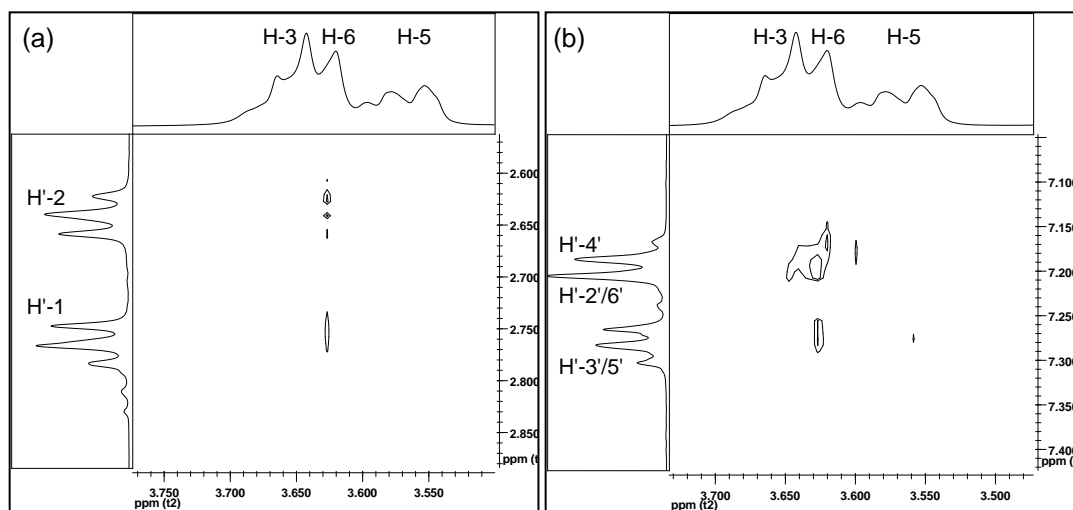 (a)
H-3 H-6 H-5
H'-2
H'-1
2.600
2.650
2.700
2.750
2.800
2.850
ppm (t
3.750 3.700 3.650 3.600 3.550
ppm (t2)
(b)
H-3 H-6 H-5
H'-4'
H'-2'/6'
H'-3'/5'
7.100
7.150
7.200
7.250
7.300
7.350
7.400
ppm (
3.700 3.650 3.600 3.550 3.500
ppm (t2)